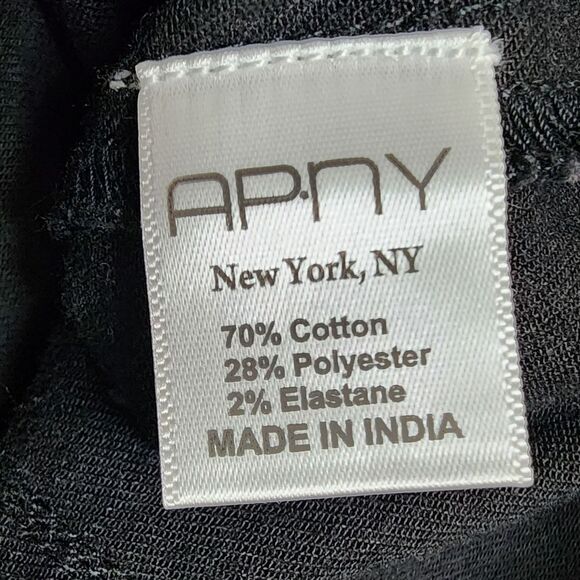 AP·NY
New York, NY
70% Cotton
28% Polyester
2% Elastane
MADE IN INDIA